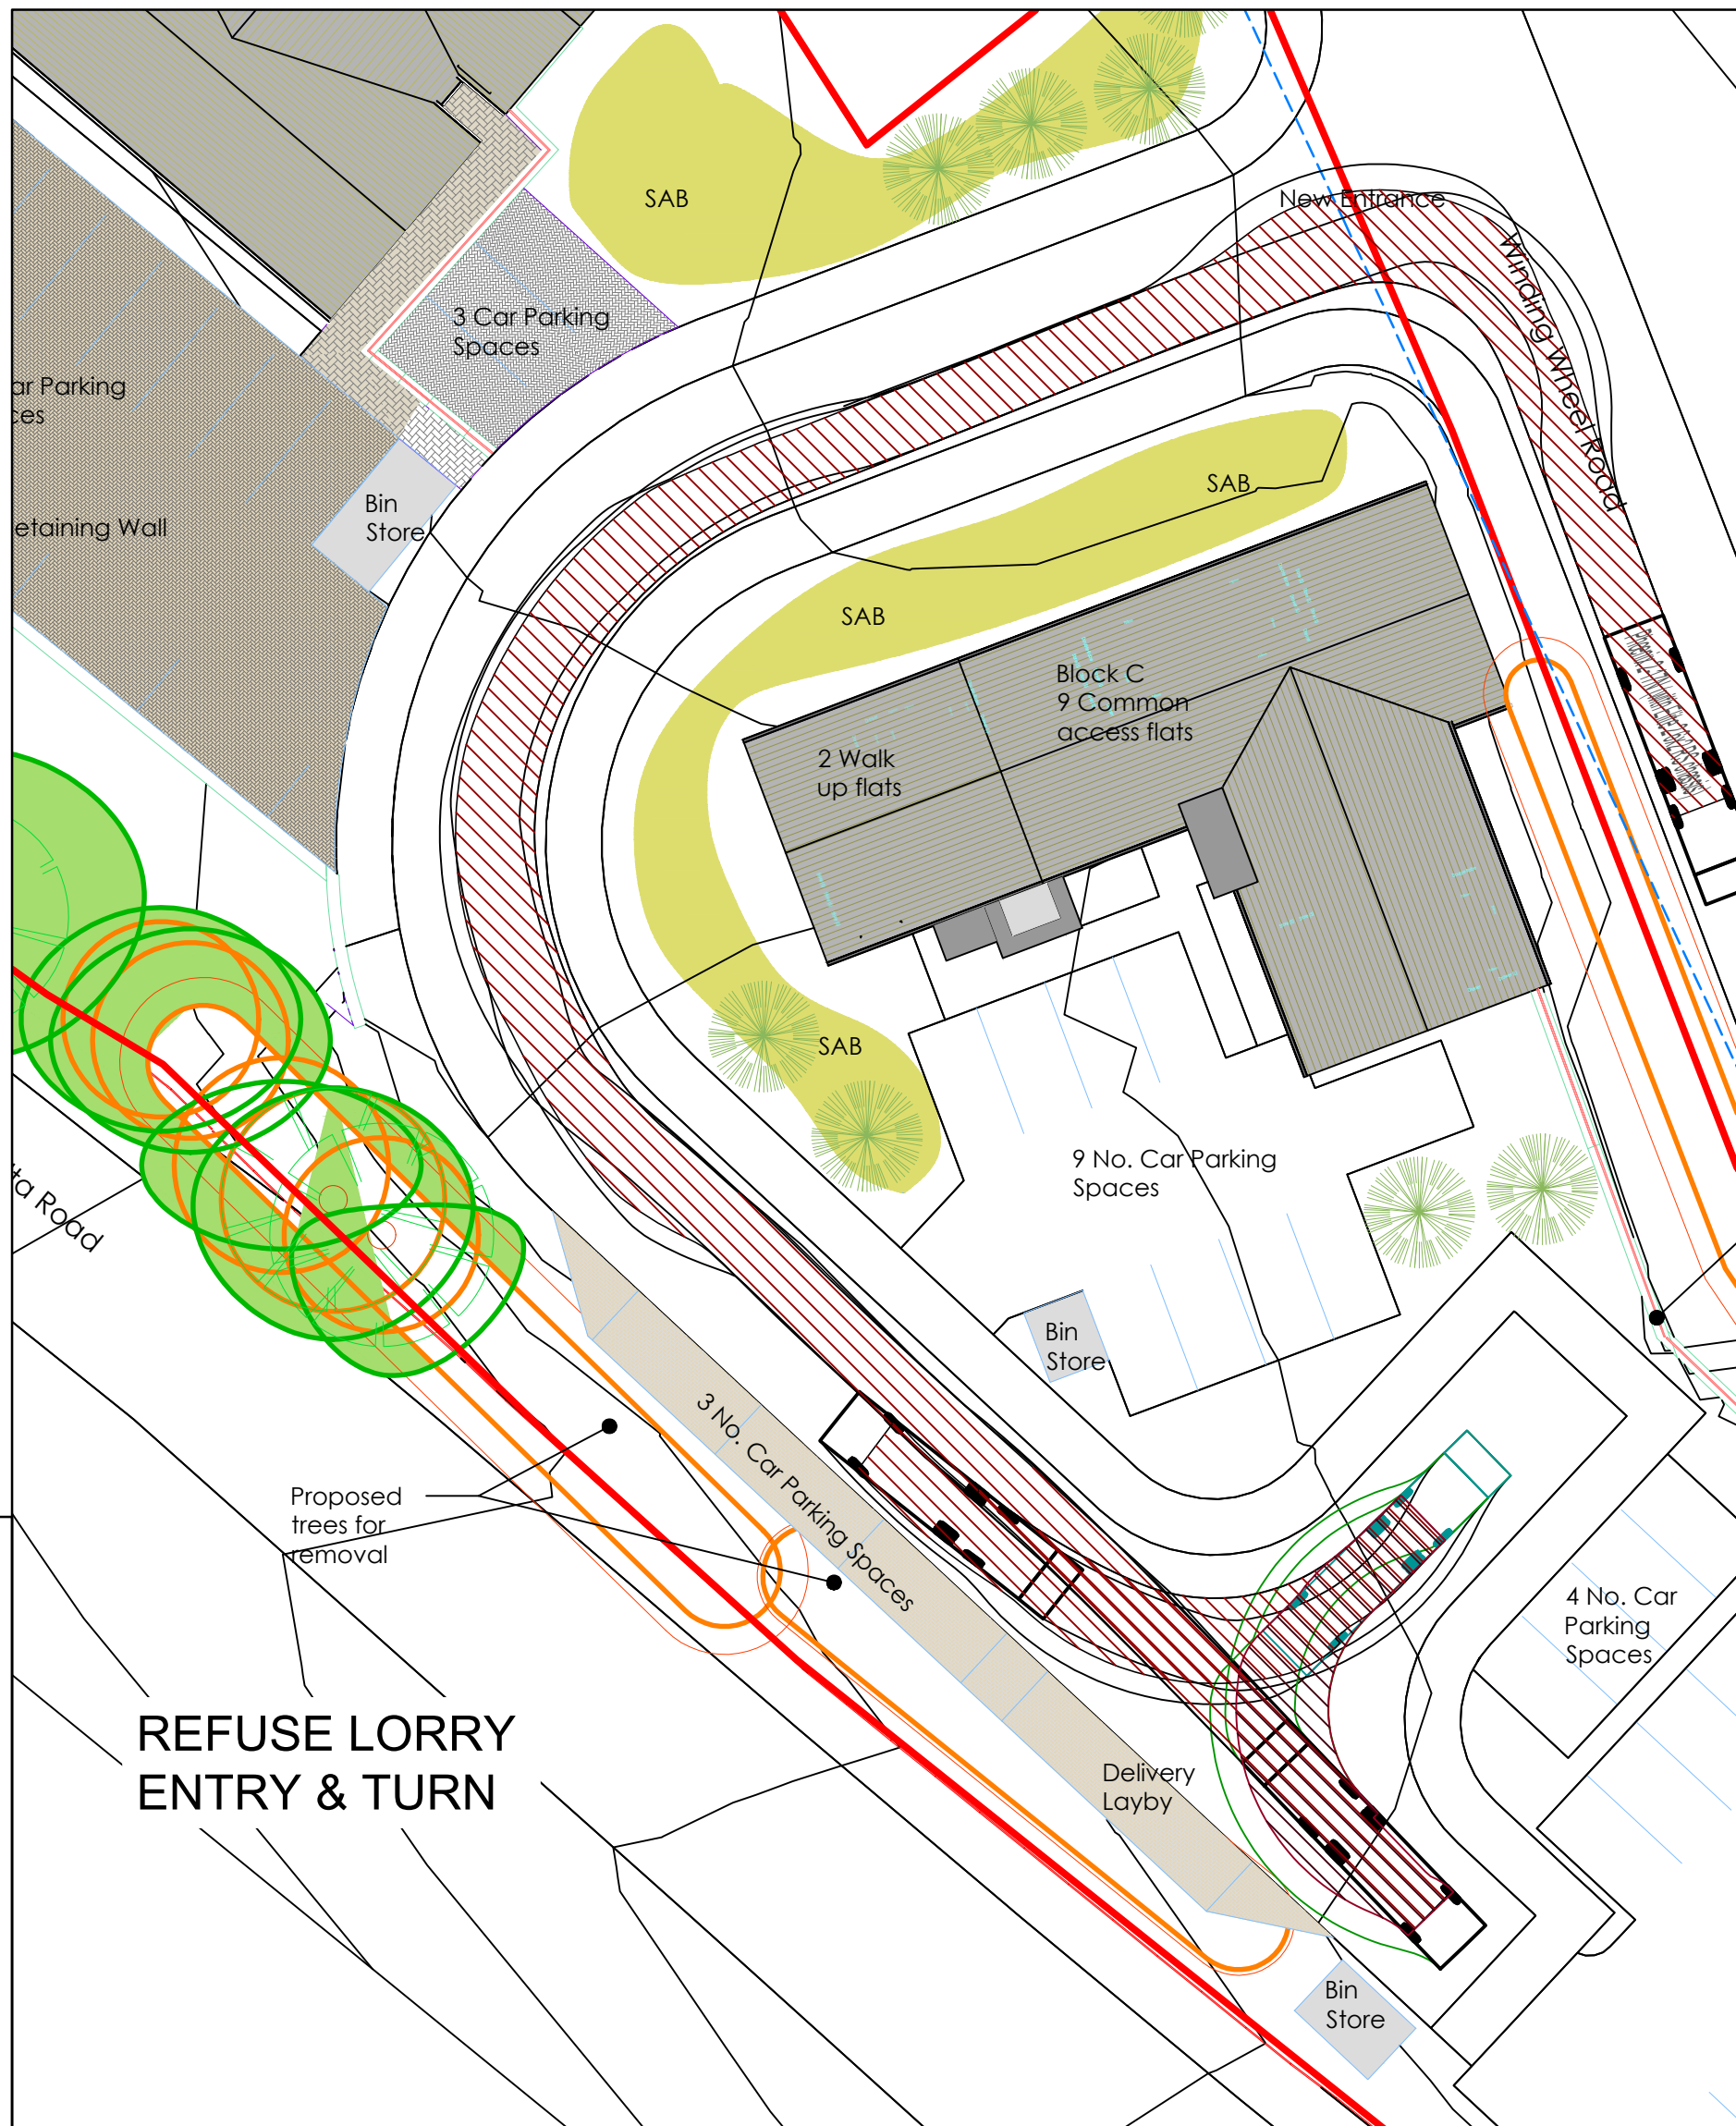 SAB
New Entrance
Winding Wheel Road
3 Car Parking
Spaces
ar Parking
ces
Bin
Store
etaining Wall
SAB
SAB
Block C
9 Common
access flats
2 Walk
up flats
SAB
9 No. Car Parking
Spaces
ta Road
Bin
Store
3 No. Car Parking Spaces
Proposed
trees for
removal
4 No. Car
Parking
Spaces
REFUSE LORRY
ENTRY & TURN
Delivery
Layby
Bin
Store